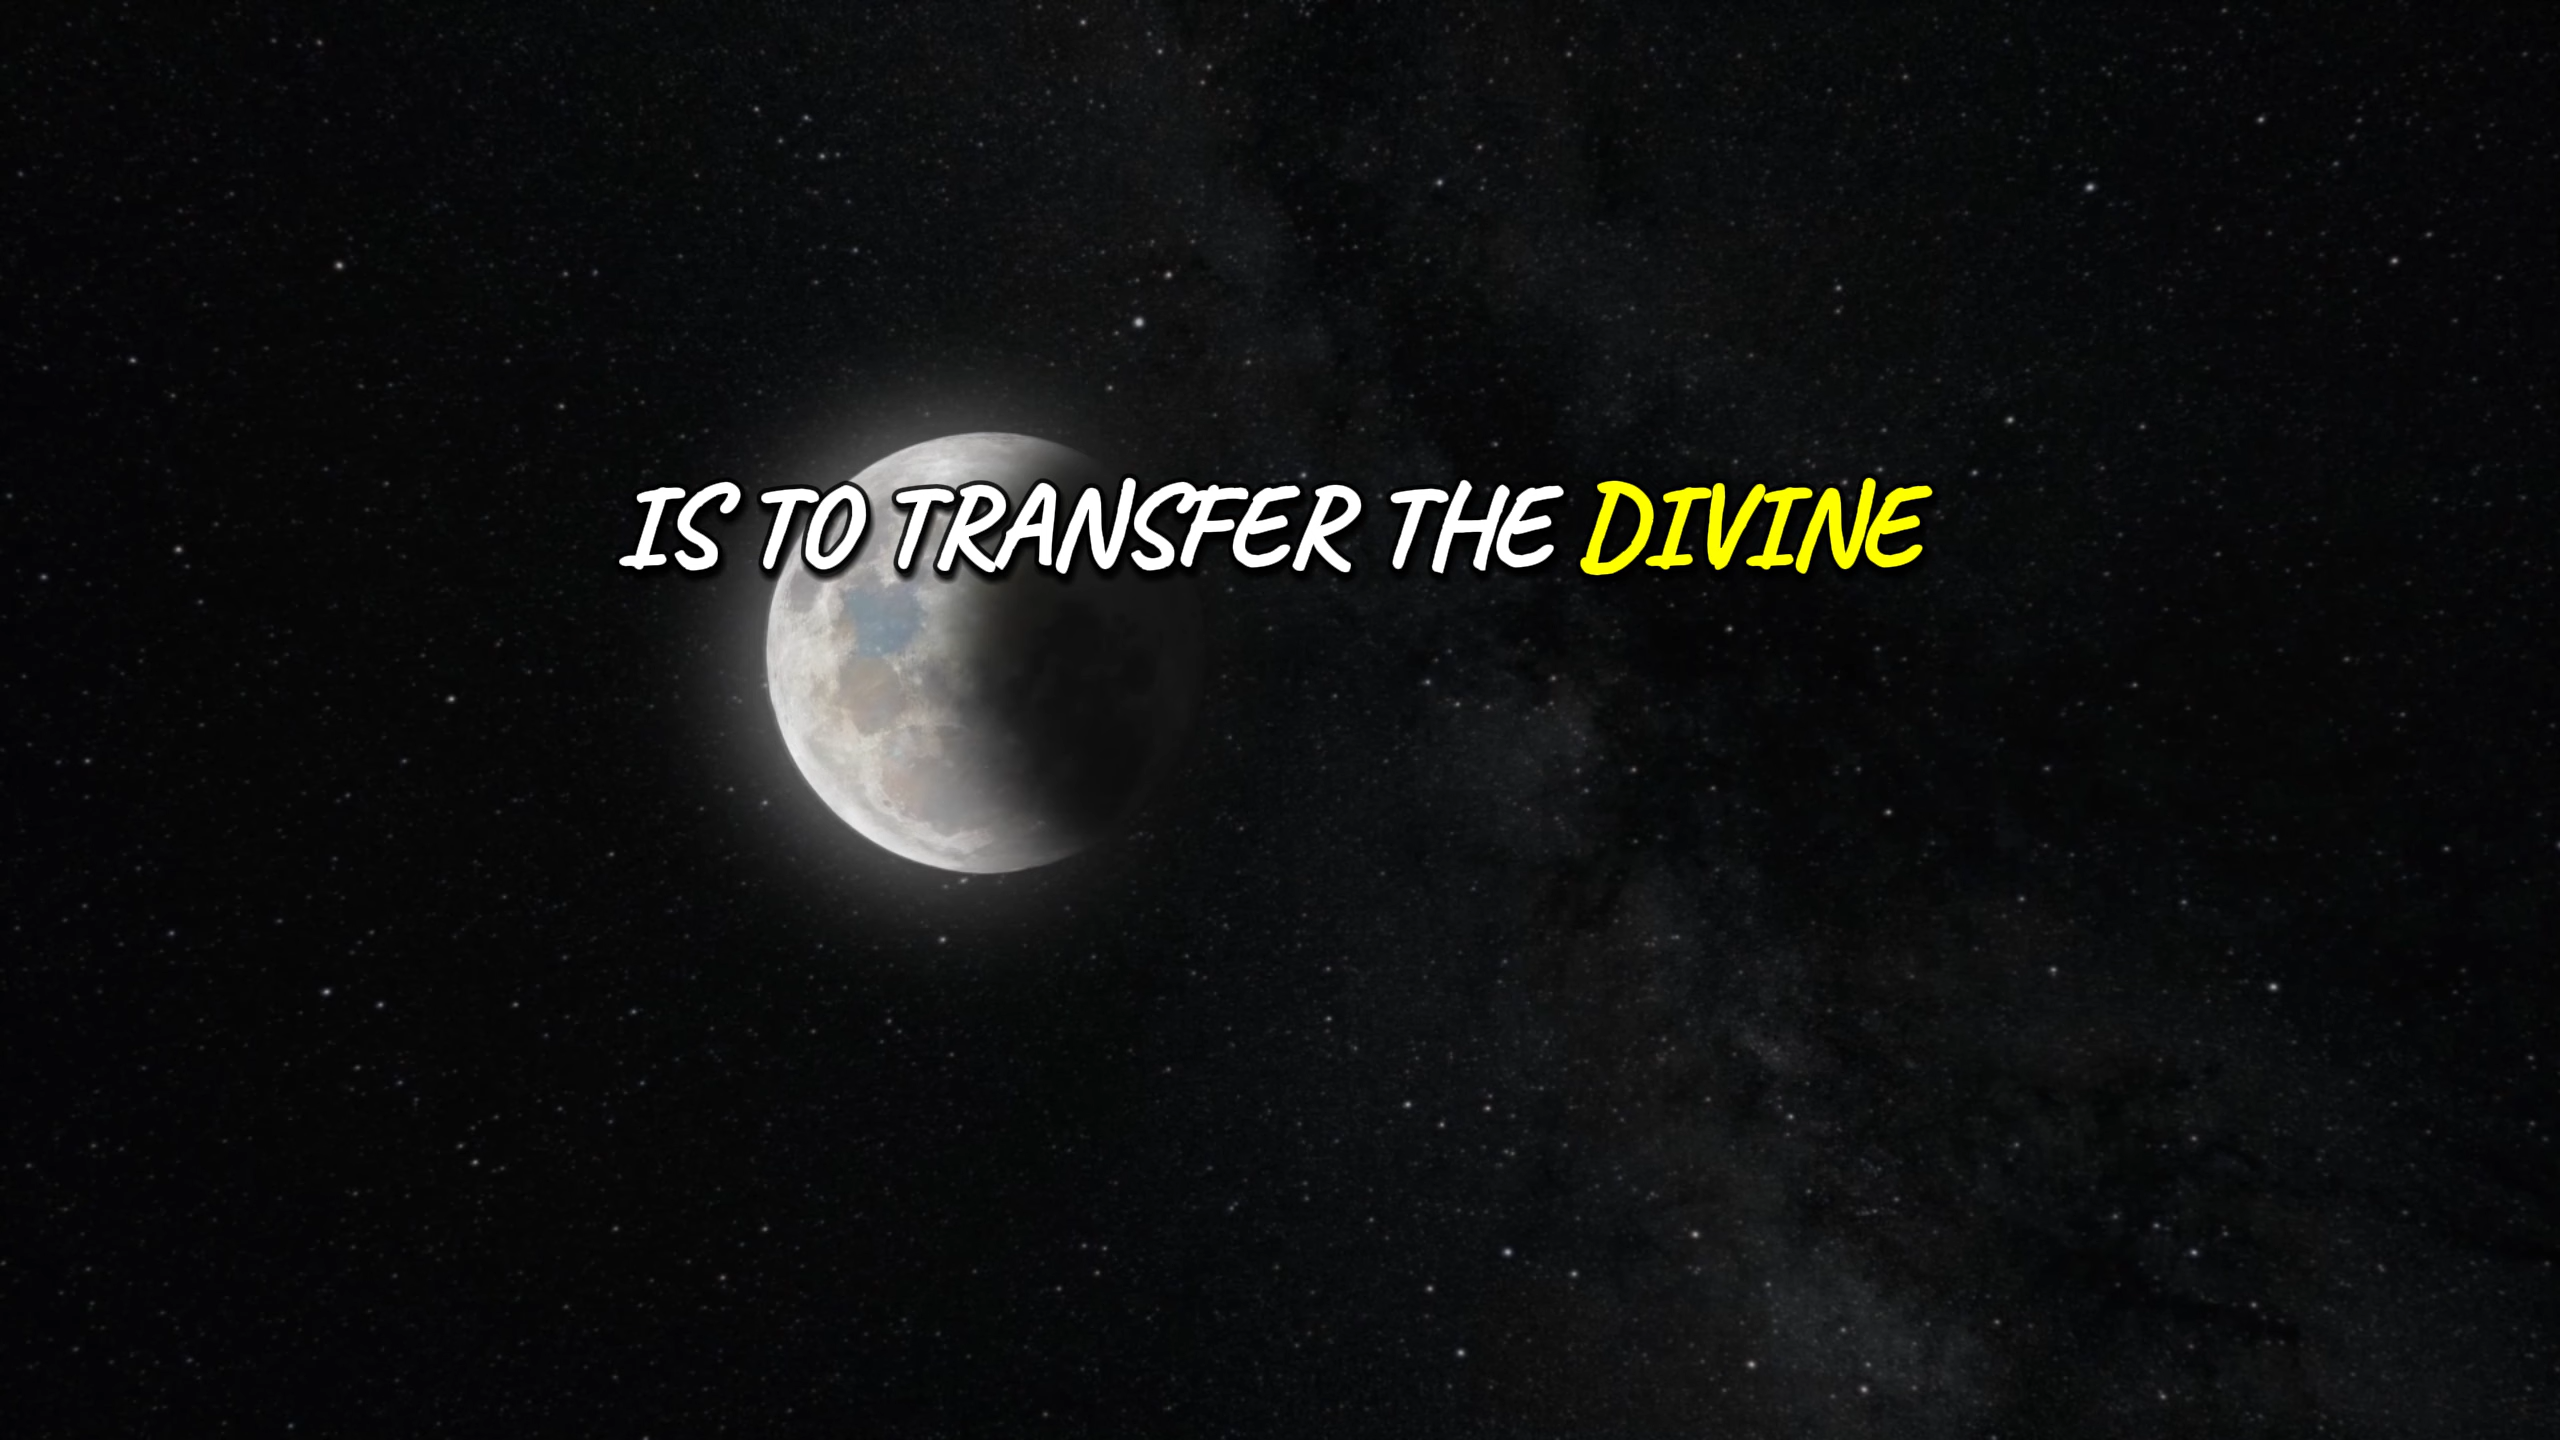 IS TO TRANSFER THE DIVINE